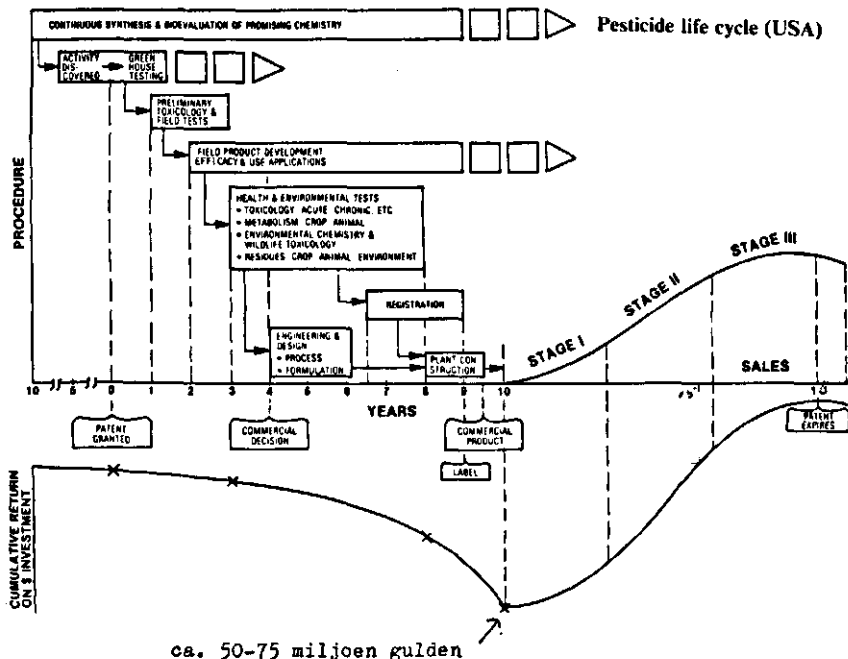 CONTINUOUS SYNTHESIS & BIOEVALUATION OF PROMISING CHEMISTRY
Pesticide life cycle (USA)
ACTIVITY
DIS-
COVERED
GREEN
HOUSE
TESTING
PRELIMINARY
TOXICOLOGY &
FIELD TESTS
FIELD PRODUCT DEVELOPMENT
EFFICACY & USE APPLICATIONS
HEALTH & ENVIRONMENTAL TESTS
• TOXICOLOGY ACUTE CHRONIC, ETC
• METABOLISM CROP ANIMAL
• ENVIRONMENTAL CHEMISTRY &
WILDLIFE TOXICOLOGY
• RESIDUES CROP ANIMAL ENVIRONMENT
REGISTRATION
ENGINEERING &
DESIGN
• PROCESS
• FORMULATION
PLANT CON
STRUCTION
PROCEDURE
STAGE I
STAGE II
STAGE III
SALES
10 5 0 1 2 3 4 5 6 7 8 9 10
YEARS
PATENT
GRANTED
COMMERCIAL
DECISION
LABEL
COMMERCIAL
PRODUCT
PATENT
EXPIRES
CUMULATIVE RETURN
ON $ INVESTMENT
ca. 50-75 miljoen gulden